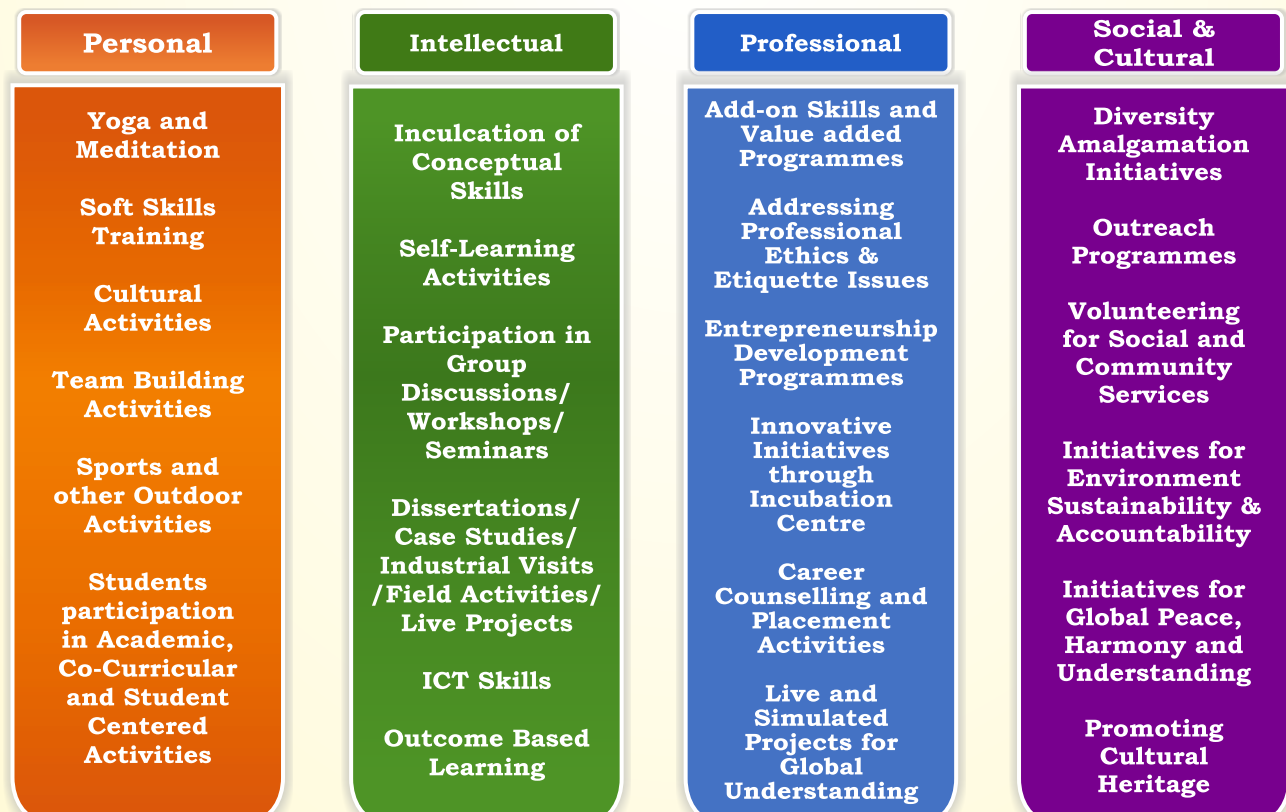 Personal
Yoga and
Meditation
Soft Skills
Training
Cultural
Activities
Team Building
Activities
Sports and
other Outdoor
Activities
Students
participation
in Academic,
Co-Curricular
and Student
Centered
Activities
Intellectual
Inculcation of
Conceptual
Skills
Self-Learning
Activities
Participation in
Group
Discussions/
Workshops/
Seminars
Dissertations/
Case Studies/
Industrial Visits
/Field Activities/
Live Projects
ICT Skills
Outcome Based
Learning
Professional
Add-on Skills and
Value added
Programmes
Addressing
Professional
Ethics &
Etiquette Issues
Entrepreneurship
Development
Programmes
Innovative
Initiatives
through
Incubation
Centre
Career
Counselling and
Placement
Activities
Live and
Simulated
Projects for
Global
Understanding
Social &
Cultural
Diversity
Amalgamation
Initiatives
Outreach
Programmes
Volunteering
for Social and
Community
Services
Initiatives for
Environment
Sustainability &
Accountability
Initiatives for
Global Peace,
Harmony and
Understanding
Promoting
Cultural
Heritage